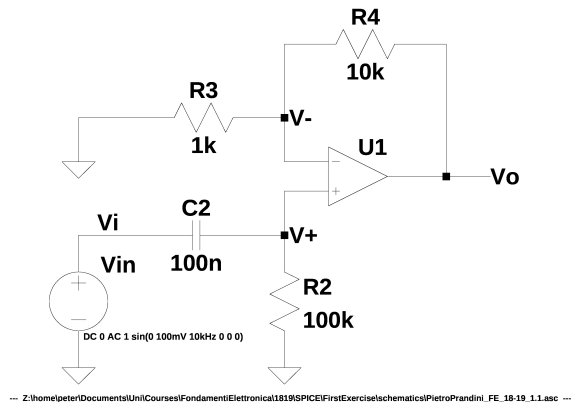 R4
10k
R3
V-
1k
U1
−
+
Vo
C2
Vi
V+
Vin
100n
+
−
R2
100k
DC 0 AC 1 sin(0 100mV 10kHz 0 0 0)
--- Z:\home\peter\Documents\Uni\Courses\FondamentiElettronica\1819\SPICE\FirstExercise\schematics\PietroPrandini_FE_18-19_1.1.asc ---